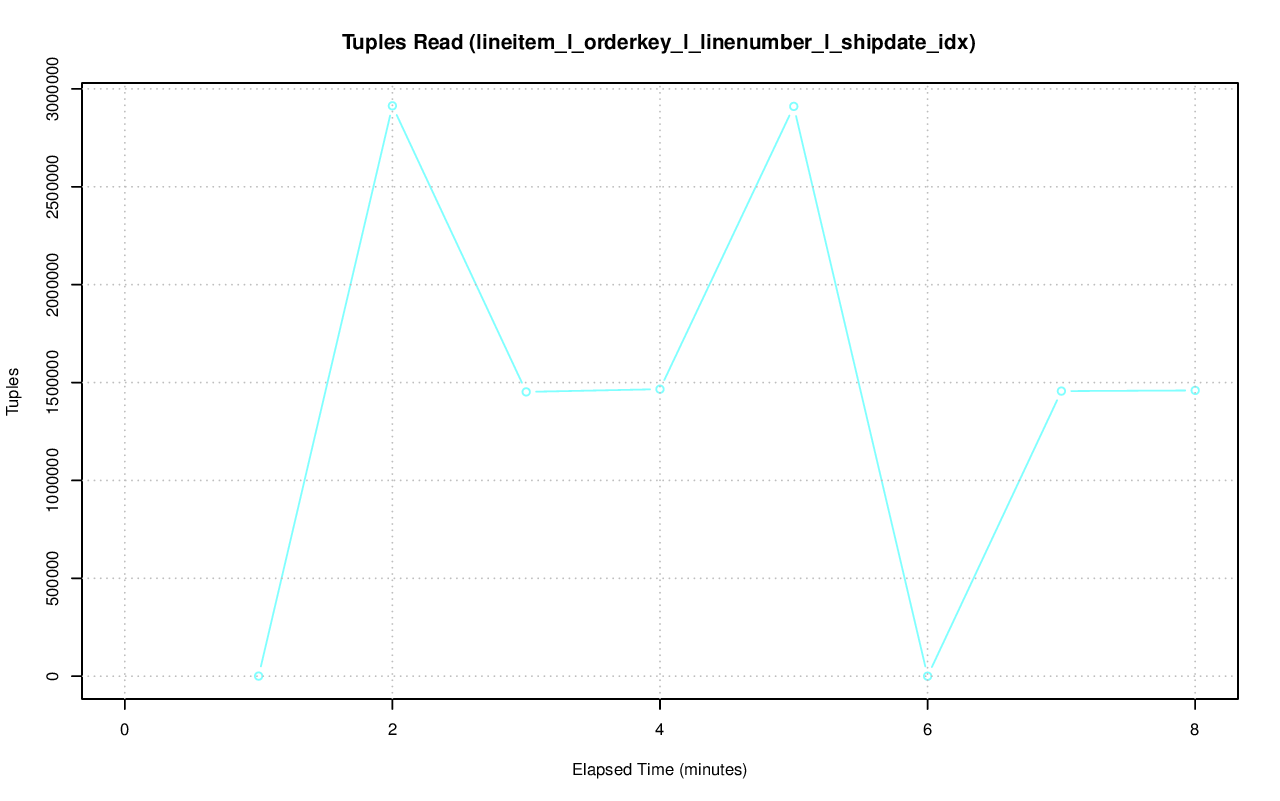 Tuples Read (lineitem_l_orderkey_l_linenumber_l_shipdate_idx)
3000000
2500000
2000000
1500000
1000000
500000
0
Tuples
0 2 4 6 8
Elapsed Time (minutes)